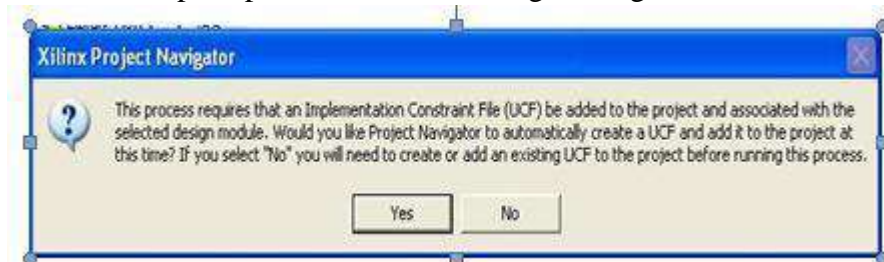 Xilinx Project Navigator
This process requires that an Implementation Constraint File (UCF) be added to the project and associated with the
selected design module. Would you like Project Navigator to automatically create a UCF and add it to the project at
this time? If you select "No" you will need to create or add an existing UCF to the project before running this process.
Yes No